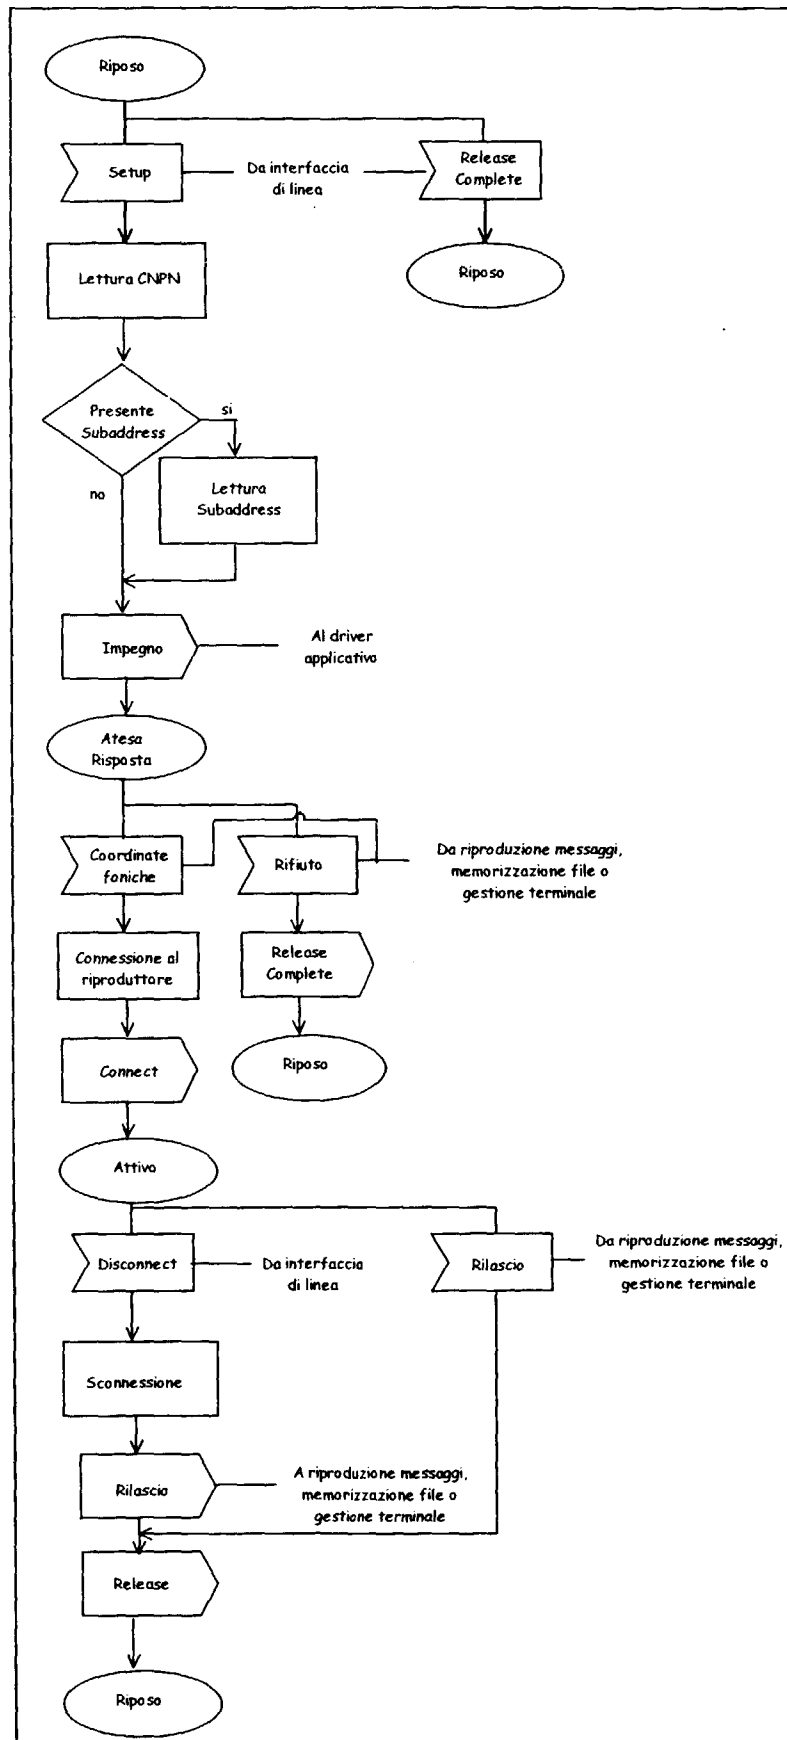 Riposo
Setup
Da interfaccia
di linea
Release
Complete
Lettura CNPN
Riposo
Presente
Subaddress
si
no
Lettura
Subaddress
Impegno
Al driver
applicativo
Atesa
Risposta
Coordinate
foniche
Rifiuto
Da riproduzione messaggi,
memorizzazione file o
gestione terminale
Connessione al
riproduttore
Release
Complete
Connect
Riposo
Attivo
Disconnect
Da interfaccia
di linea
Rilascio
Da riproduzione messaggi,
memorizzazione file o
gestione terminale
Sconnessione
Rilascio
A riproduzione messaggi,
memorizzazione file o
gestione terminale
Release
Riposo